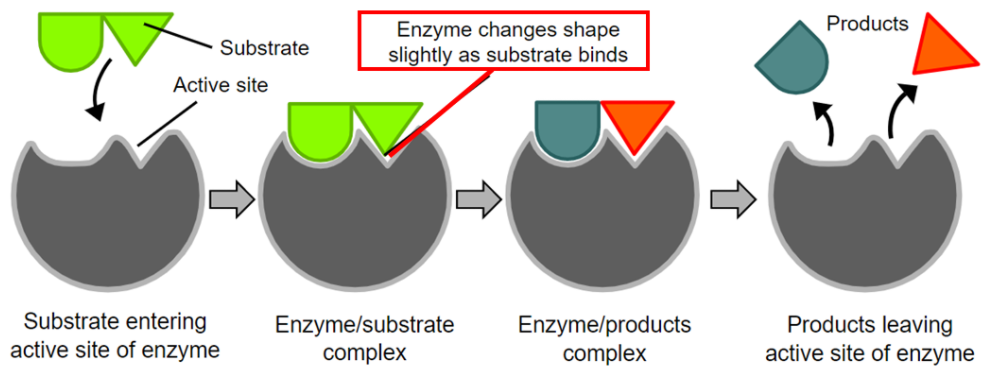 Substrate
Active site
Enzyme changes shape
slightly as substrate binds
Products
Substrate entering
active site of enzyme
Enzyme/substrate
complex
Enzyme/products
complex
Products leaving
active site of enzyme